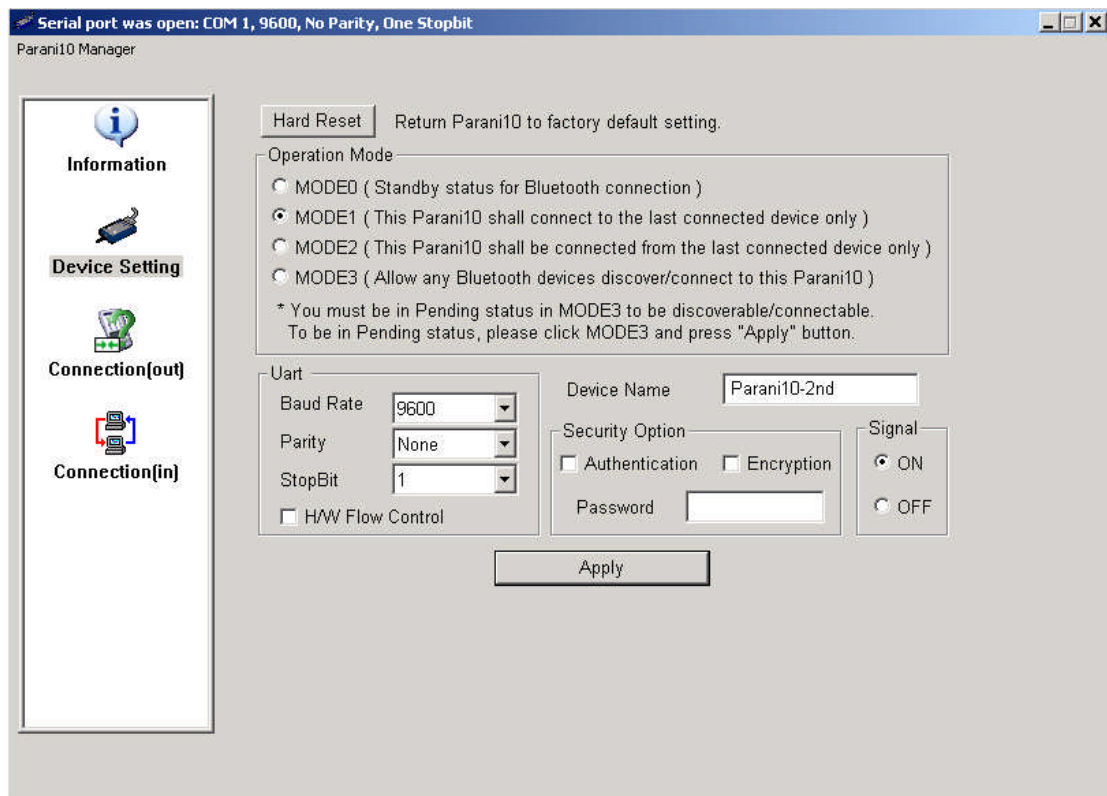 Serial port was open: COM 1, 9600, No Parity, One Stopbit
Parani10 Manager
Information
Device Setting
Connection(out)
Connection(in)
Hard Reset Return Parani10 to factory default setting.
Operation Mode
MODE0 ( Standby status for Bluetooth connection )
MODE1 ( This Parani10 shall connect to the last connected device only )
MODE2 ( This Parani10 shall be connected from the last connected device only )
MODE3 ( Allow any Bluetooth devices discover/connect to this Parani10 )
* You must be in Pending status in MODE3 to be discoverable/connectable.
To be in Pending status, please click MODE3 and press "Apply" button.
Uart
Baud Rate 9600
Parity None
StopBit 1
H/W Flow Control
Device Name Parani10-2nd
Security Option
Authentication Encryption
Password
Signal
ON
OFF
Apply